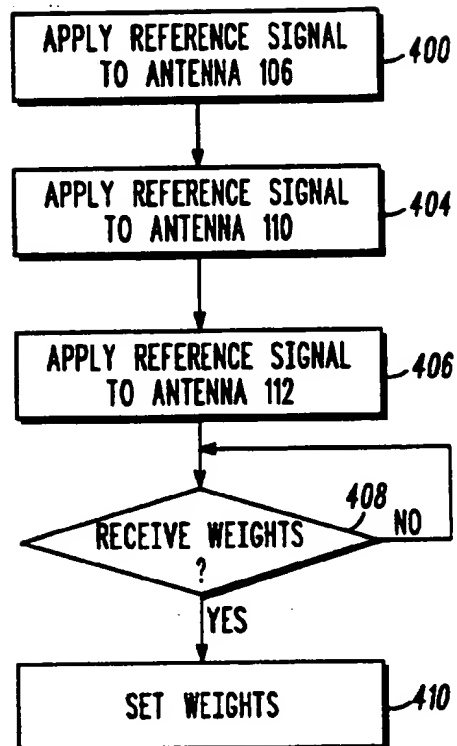 APPLY REFERENCE SIGNAL
TO ANTENNA 106
400
APPLY REFERENCE SIGNAL
TO ANTENNA 110
404
APPLY REFERENCE SIGNAL
TO ANTENNA 112
406
408
RECEIVE WEIGHTS
?
NO
YES
SET WEIGHTS
410